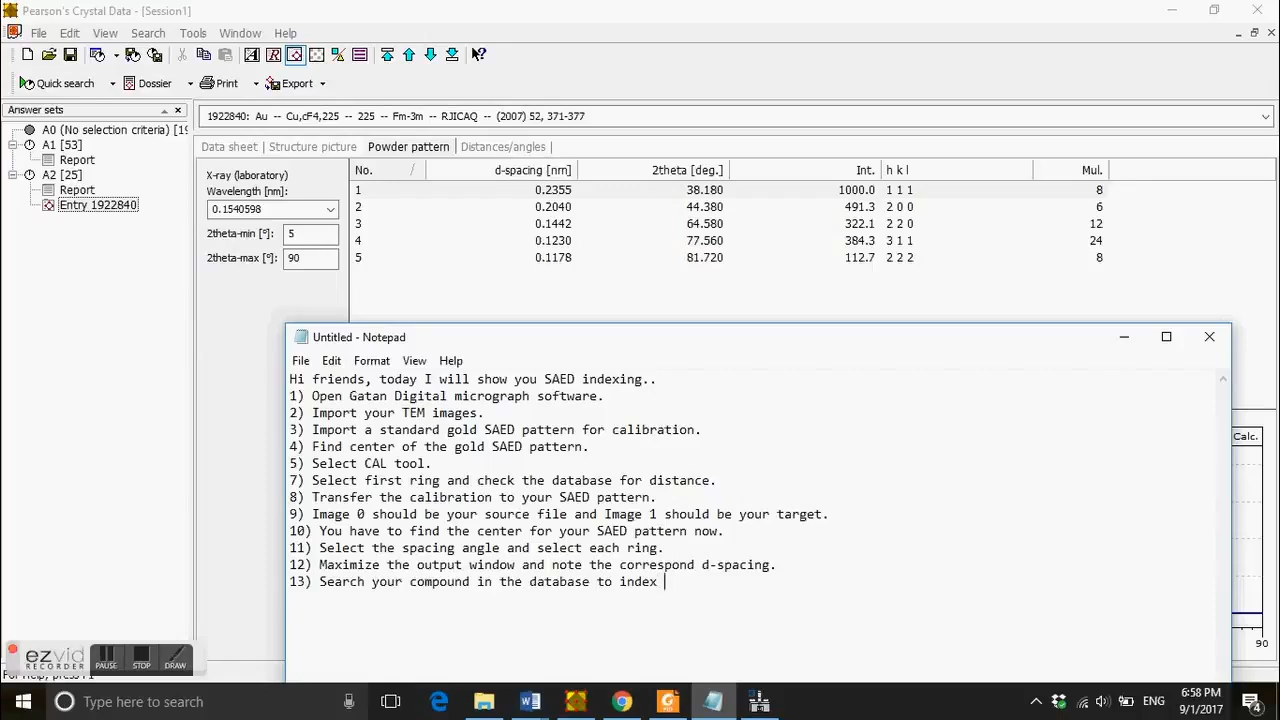 Pearson's Crystal Data - [Session1]
File Edit View Search Tools Window Help
Quick search Dossier Print Export
Answer sets
1922840: Au -- Cu,cF4,225 -- 225 -- Fm-3m -- RJICAQ -- (2007) 52, 371-377
A0 (No selection criteria) [19
A1 [53]
Report
A2 [25]
Report
Entry 1922840
Data sheet Structure picture Powder pattern Distances/angles
X-ray (laboratory)
Wavelength [nm]:
0.1540598
2theta-min [°]: 5
2theta-max [°]: 90
No. / d-spacing [nm] 2theta [deg.] Int. h k l Mul.
1 0.2355 38.180 1000.0 1 1 1 8
2 0.2040 44.380 491.3 2 0 0 6
3 0.1442 64.580 322.1 2 2 0 12
4 0.1230 77.560 384.3 3 1 1 24
5 0.1178 81.720 112.7 2 2 2 8
Untitled - Notepad
File Edit Format View Help
Hi friends, today I will show you SAED indexing..
1) Open Gatan Digital micrograph software.
2) Import your TEM images.
3) Import a standard gold SAED pattern for calibration.
4) Find center of the gold SAED pattern.
5) Select CAL tool.
7) Select first ring and check the database for distance.
8) Transfer the calibration to your SAED pattern.
9) Image 0 should be your source file and Image 1 should be your target.
10) You have to find the center for your SAED pattern now.
11) Select the spacing angle and select each ring.
12) Maximize the output window and note the correspond d-spacing.
13) Search your compound in the database to index
Calc.
90
ezvid
RECORDER
PAUSE STOP DRAW
For Help, press F1
Type here to search
ENG
6:58 PM
9/1/2017
4